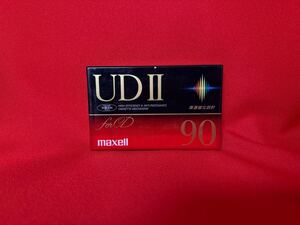 UDⅡ
HIGH EFFICIENCY & ANTI-RESONANCE
CASSETTE MECHANISM
for CD
maxell
90